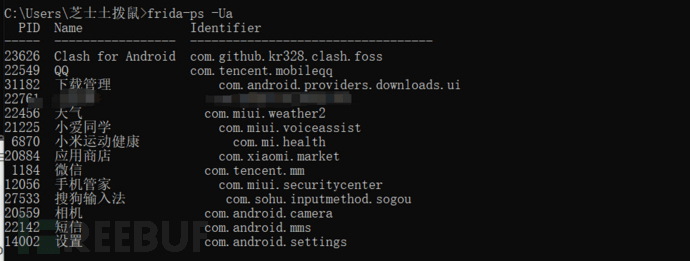 C:\Users\芝士士拨鼠>frida-ps -Ua
PID Name Identifier
----- ----------------- ---------------------------------
23626 Clash for Android com.github.kr328.clash.foss
22549 QQ com.tencent.mobileqq
31182 下载管理 com.android.providers.downloads.ui
22761
22456 天气 com.miui.weather2
21225 小爱同学 com.miui.voiceassist
6870 小米运动健康 com.mi.health
20884 应用商店 com.xiaomi.market
1184 微信 com.tencent.mm
12056 手机管家 com.miui.securitycenter
27533 搜狗输入法 com.sohu.inputmethod.sogou
20559 相机 com.android.camera
22142 短信 com.android.mms
14002 设置 com.android.settings
FREEBUF